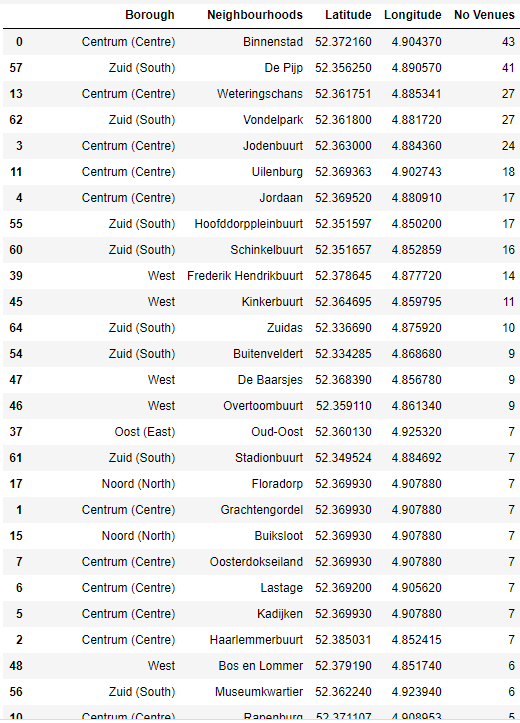 Borough Neighbourhoods Latitude Longitude No Venues
0 Centrum (Centre) Binnenstad 52.372160 4.904370 43
57 Zuid (South) De Pijp 52.356250 4.890570 41
13 Centrum (Centre) Weteringschans 52.361751 4.885341 27
62 Zuid (South) Vondelpark 52.361800 4.881720 27
3 Centrum (Centre) Jodenbuurt 52.363000 4.884360 24
11 Centrum (Centre) Uilenburg 52.369363 4.902743 18
4 Centrum (Centre) Jordaan 52.369520 4.880910 17
55 Zuid (South) Hoofddorppleinbuurt 52.351597 4.850200 17
60 Zuid (South) Schinkelbuurt 52.351657 4.852859 16
39 West Frederik Hendrikbuurt 52.378645 4.877720 14
45 West Kinkerbuurt 52.364695 4.859795 11
64 Zuid (South) Zuidas 52.336690 4.875920 10
54 Zuid (South) Buitenveldert 52.334285 4.868680 9
47 West De Baarsjes 52.368390 4.856780 9
46 West Overtoombuurt 52.359110 4.861340 9
37 Oost (East) Oud-Oost 52.360130 4.925320 7
61 Zuid (South) Stadionbuurt 52.349524 4.884692 7
17 Noord (North) Floradorp 52.369930 4.907880 7
1 Centrum (Centre) Grachtengordel 52.369930 4.907880 7
15 Noord (North) Buiksloot 52.369930 4.907880 7
7 Centrum (Centre) Oosterdokseiland 52.369930 4.907880 7
6 Centrum (Centre) Lastage 52.369200 4.905620 7
5 Centrum (Centre) Kadijken 52.369930 4.907880 7
2 Centrum (Centre) Haarlemmerbuurt 52.385031 4.852415 7
48 West Bos en Lommer 52.379190 4.851740 6
56 Zuid (South) Museumkwartier 52.362240 4.923940 6
10 Centrum (Centre) Rapenburg 52.371107 4.908953 5